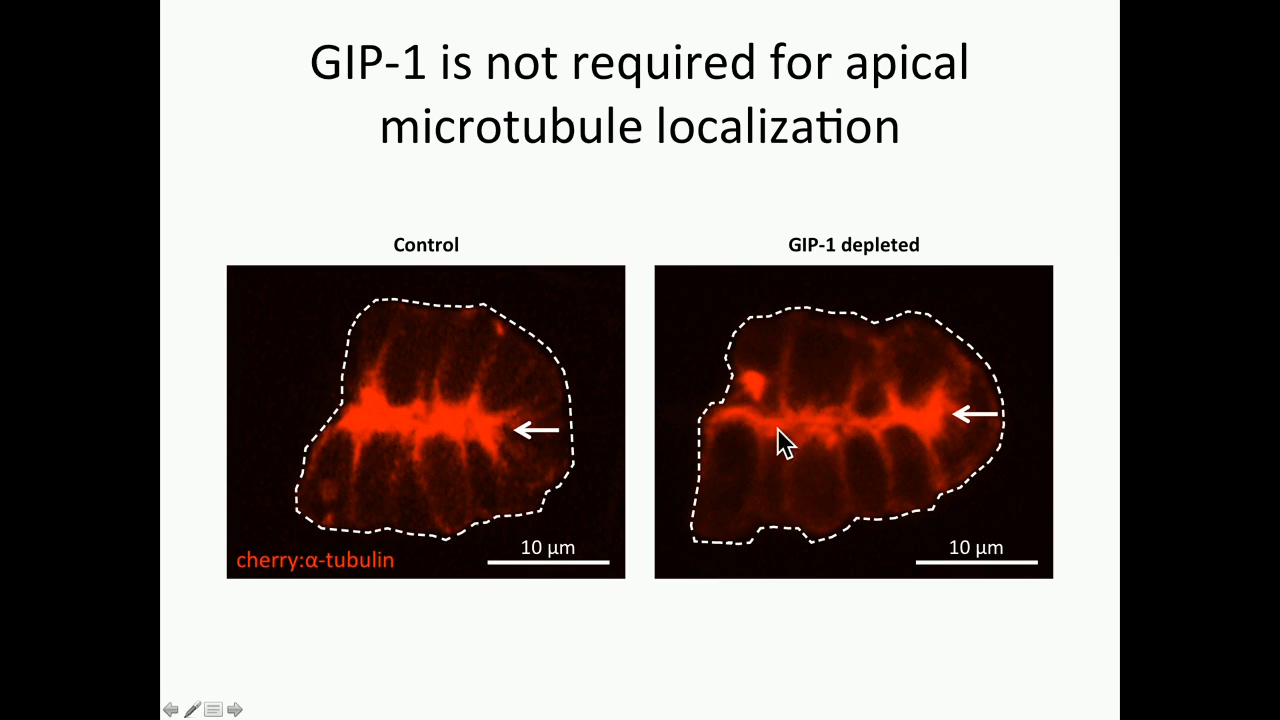 GIP-1 is not required for apical
microtubule localization
Control
GIP-1 depleted
cherry:α-tubulin
10 μm
10 μm